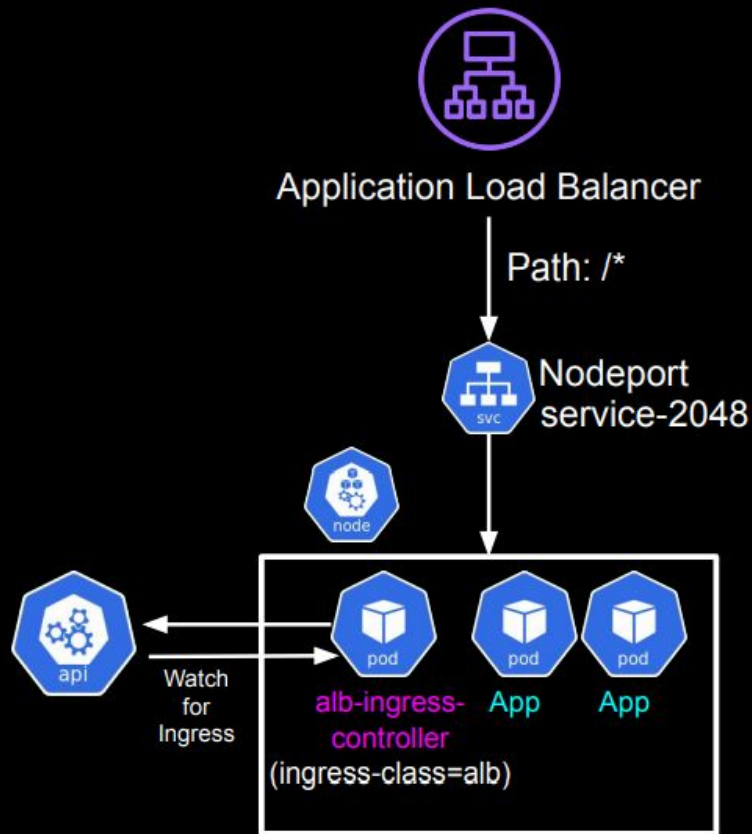 Application Load Balancer
Path: /*
Nodeport
service-2048
svc
node
api
Watch
for
Ingress
pod
alb-ingress-
controller
(ingress-class=alb)
pod
App
pod
App